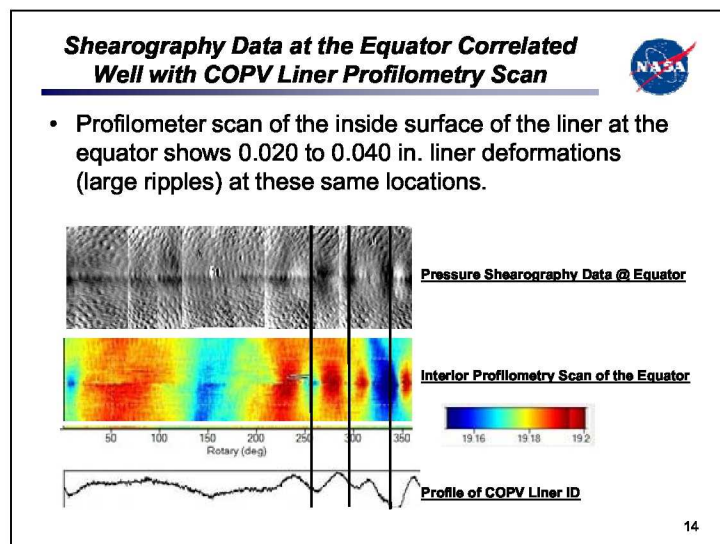 Shearography Data at the Equator Correlated
Well with COPV Liner Profilometry Scan
NASA
• Profilometer scan of the inside surface of the liner at the
equator shows 0.020 to 0.040 in. liner deformations
(large ripples) at these same locations.
Pressure Shearography Data @ Equator
Interior Profilometry Scan of the Equator
19.16 19.18 19.2
50 100 150 200 250 300 350
Rotary (deg)
Profile of COPV Liner ID
14